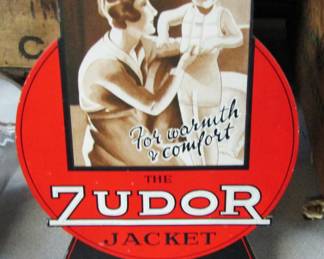 For warmth
& comfort
THE
ZUDOR
JACKET